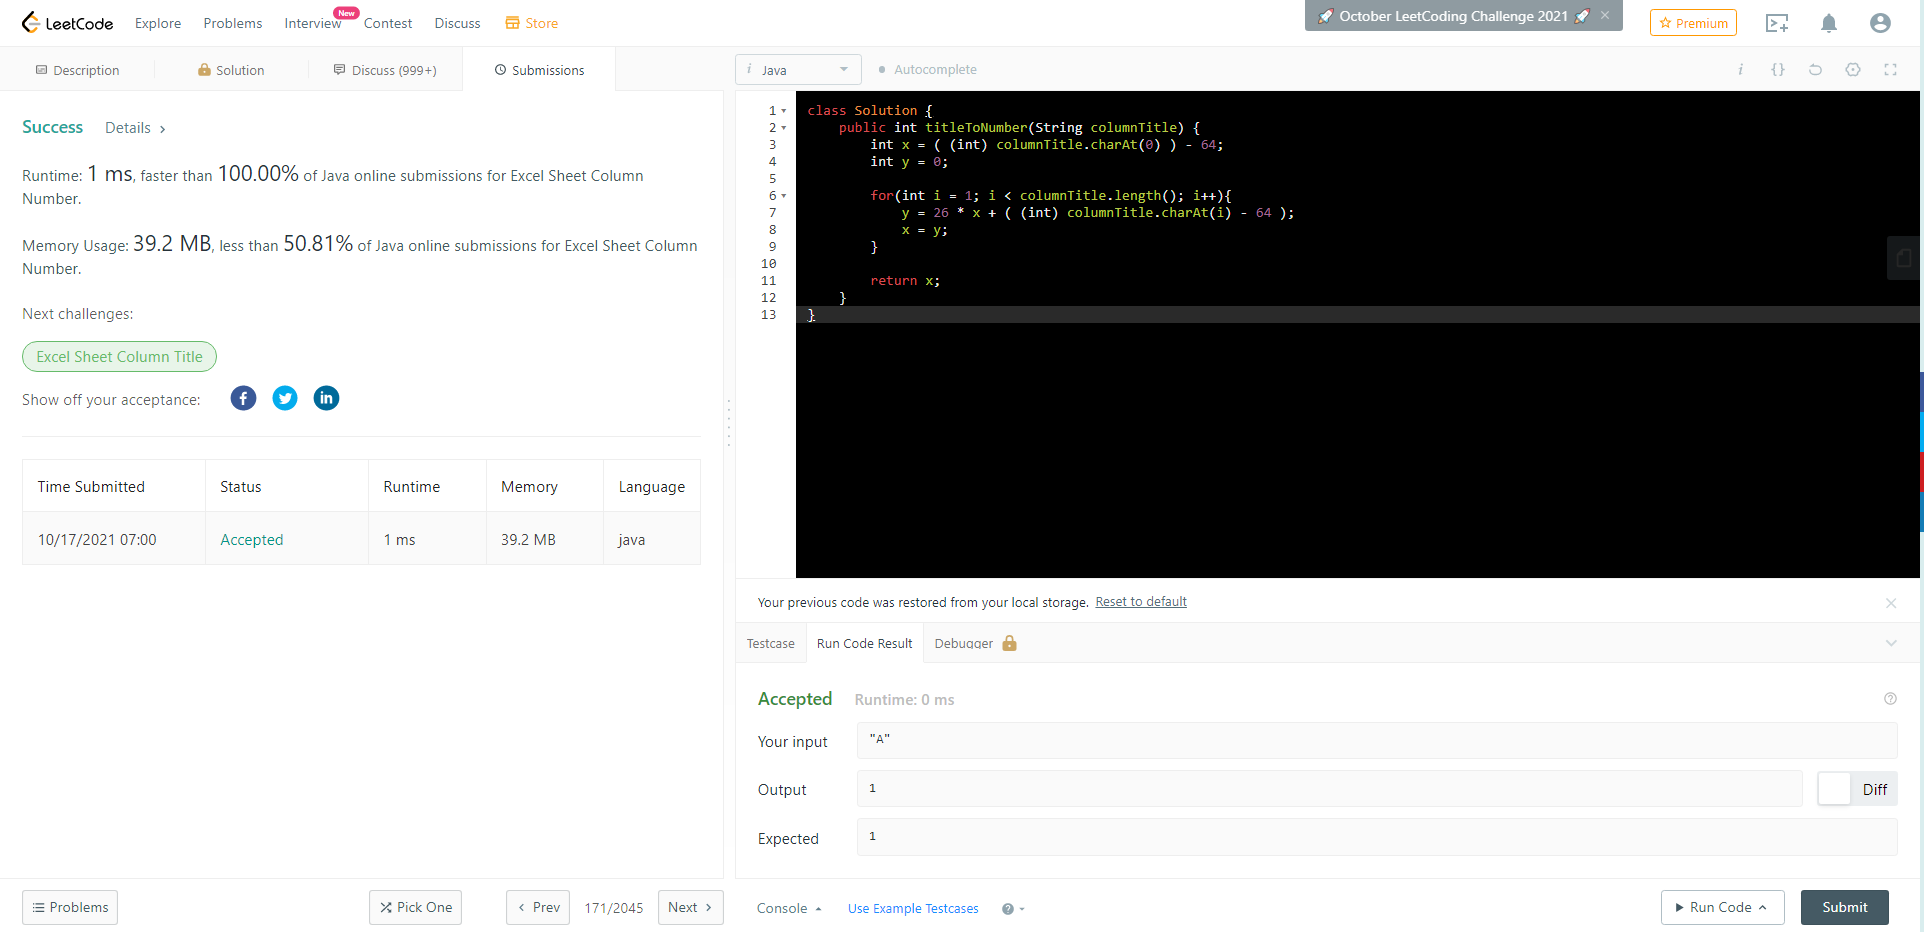 LeetCode Explore Problems Interview New Contest Discuss Store
🚀 October LeetCoding Challenge 2021 🚀 ×
Premium
Description Solution Discuss (999+) Submissions
Success Details >
Runtime: 1 ms, faster than 100.00% of Java online submissions for Excel Sheet Column
Number.
Memory Usage: 39.2 MB, less than 50.81% of Java online submissions for Excel Sheet Column
Number.
Next challenges:
Excel Sheet Column Title
Show off your acceptance:
Time Submitted Status Runtime Memory Language
10/17/2021 07:00 Accepted 1 ms 39.2 MB java
Problems Pick One < Prev 171/2045 Next >
i Java Autocomplete
i {}
1 class Solution {
2     public int titleToNumber(String columnTitle) {
3         int x = ( (int) columnTitle.charAt(0) ) - 64;
4         int y = 0;
5
6         for(int i = 1; i < columnTitle.length(); i++){
7             y = 26 * x + ( (int) columnTitle.charAt(i) - 64 );
8             x = y;
9         }
10
11         return x;
12     }
13 }
Your previous code was restored from your local storage. Reset to default
Testcase Run Code Result Debugger
Accepted Runtime: 0 ms
Your input "A"
Output 1 Diff
Expected 1
Console Use Example Testcases Run Code Submit